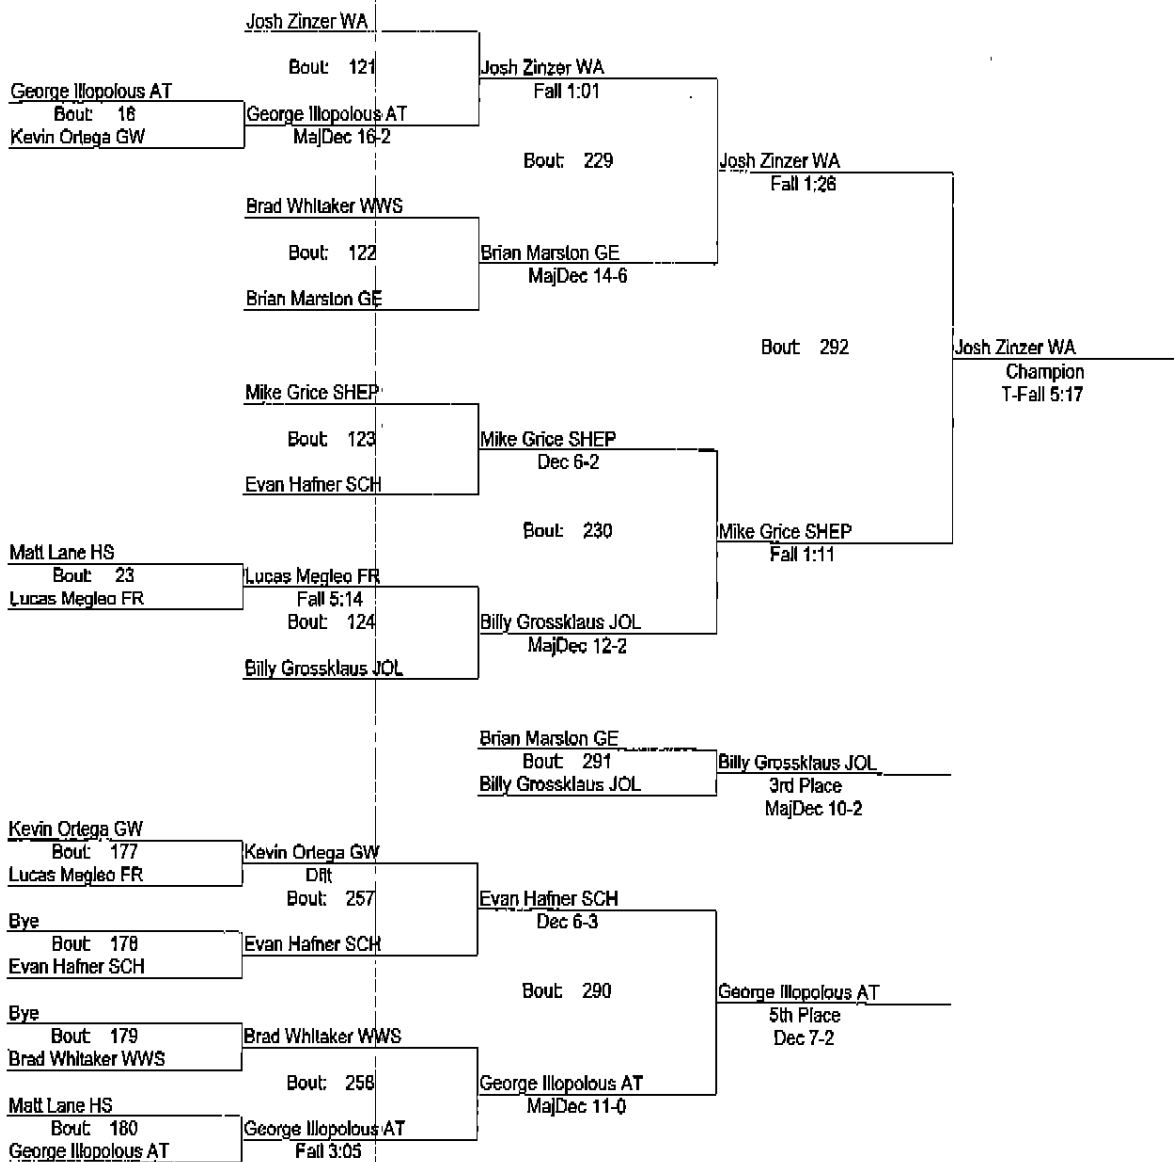 Josh Zinzer WA
Bout: 121
Josh Zinzer WA
Fall 1:01
George Illopolous AT
Bout: 16
Kevin Ortega GW
George Illopolous AT
MajDec 16-2
Bout: 229
Josh Zinzer WA
Fall 1:26
Brad Whitaker WWS
Bout: 122
Brian Marston GE
MajDec 14-6
Brian Marston GE
Bout: 292
Josh Zinzer WA
Champion
T-Fall 5:17
Mike Grice SHEP
Bout: 123
Mike Grice SHEP
Dec 6-2
Evan Hafner SCH
Bout: 230
Mike Grice SHEP
Fall 1:11
Matt Lane HS
Bout: 23
Lucas Megleo FR
Lucas Megleo FR
Fall 5:14
Bout: 124
Billy Grossklaus JOL
MajDec 12-2
Billy Grossklaus JOL
Brian Marston GE
Bout: 291
Billy Grossklaus JOL
Billy Grossklaus JOL
3rd Place
MajDec 10-2
Kevin Ortega GW
Bout: 177
Lucas Megleo FR
Kevin Ortega GW
Dflt
Bout: 257
Evan Hafner SCH
Dec 6-3
Bye
Bout: 178
Evan Hafner SCH
Evan Hafner SCH
Bout: 290
George Illopolous AT
5th Place
Dec 7-2
Bye
Bout: 179
Brad Whitaker WWS
Brad Whitaker WWS
Bout: 258
George Illopolous AT
MajDec 11-0
Matt Lane HS
Bout: 180
George Illopolous AT
George Illopolous AT
Fall 3:05